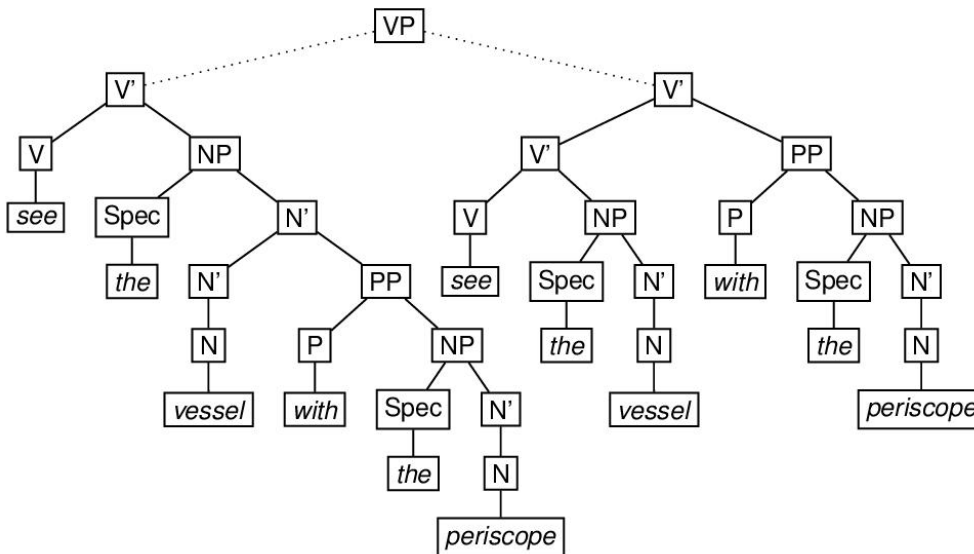 VP
V' V'
V NP V' PP
see Spec N' V NP P NP
the N' PP see Spec N' with Spec N'
N P NP the N the N
vessel with Spec N' vessel periscope
the N
periscope